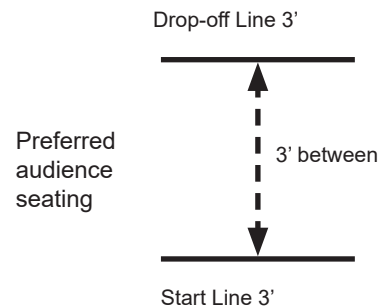 Drop-off Line 3’
Preferred
audience
seating
3’ between
Start Line 3’